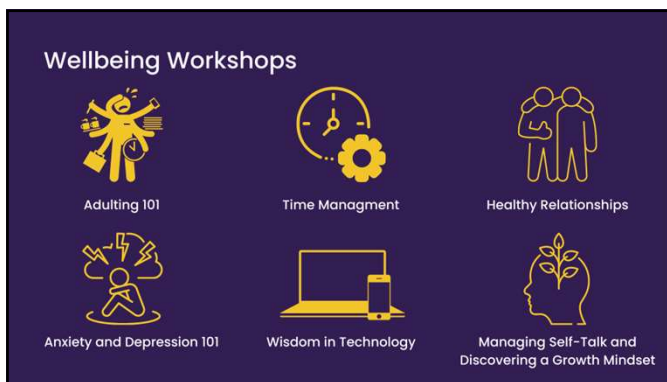 Wellbeing Workshops
Adulting 101
Time Managment
Healthy Relationships
Anxiety and Depression 101
Wisdom in Technology
Managing Self-Talk and
Discovering a Growth Mindset